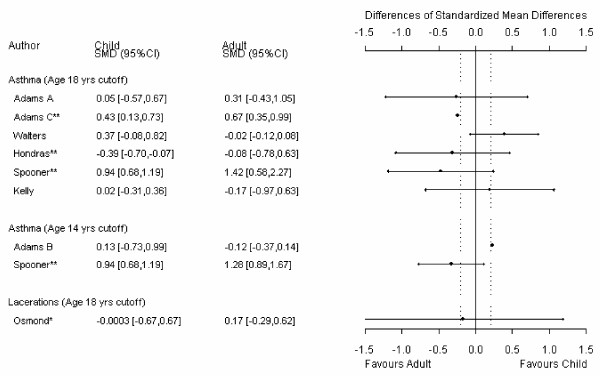 Differences of Standardized Mean Differences
Author Child SMD (95%CI) Adult SMD (95%CI)
-1.5 -1.0 -0.5 0.0 0.5 1.0 1.5
Asthma (Age 18 yrs cutoff)
Adams A 0.05 [-0.57,0.67] 0.31 [-0.43,1.05]
Adams C** 0.43 [0.13,0.73] 0.67 [0.35,0.99]
Walters 0.37 [-0.08,0.82] -0.02 [-0.12,0.08]
Hondras** -0.39 [-0.70,-0.07] -0.08 [-0.78,0.63]
Spooner** 0.94 [0.68,1.19] 1.42 [0.58,2.27]
Kelly 0.02 [-0.31,0.36] -0.17 [-0.97,0.63]
Asthma (Age 14 yrs cutoff)
Adams B 0.13 [-0.73,0.99] -0.12 [-0.37,0.14]
Spooner** 0.94 [0.68,1.19] 1.28 [0.89,1.67]
Lacerations (Age 18 yrs cutoff)
Osmond* -0.0003 [-0.67,0.67] 0.17 [-0.29,0.62]
-1.5 -1.0 -0.5 0.0 0.5 1.0 1.5
Favours Adult Favours Child